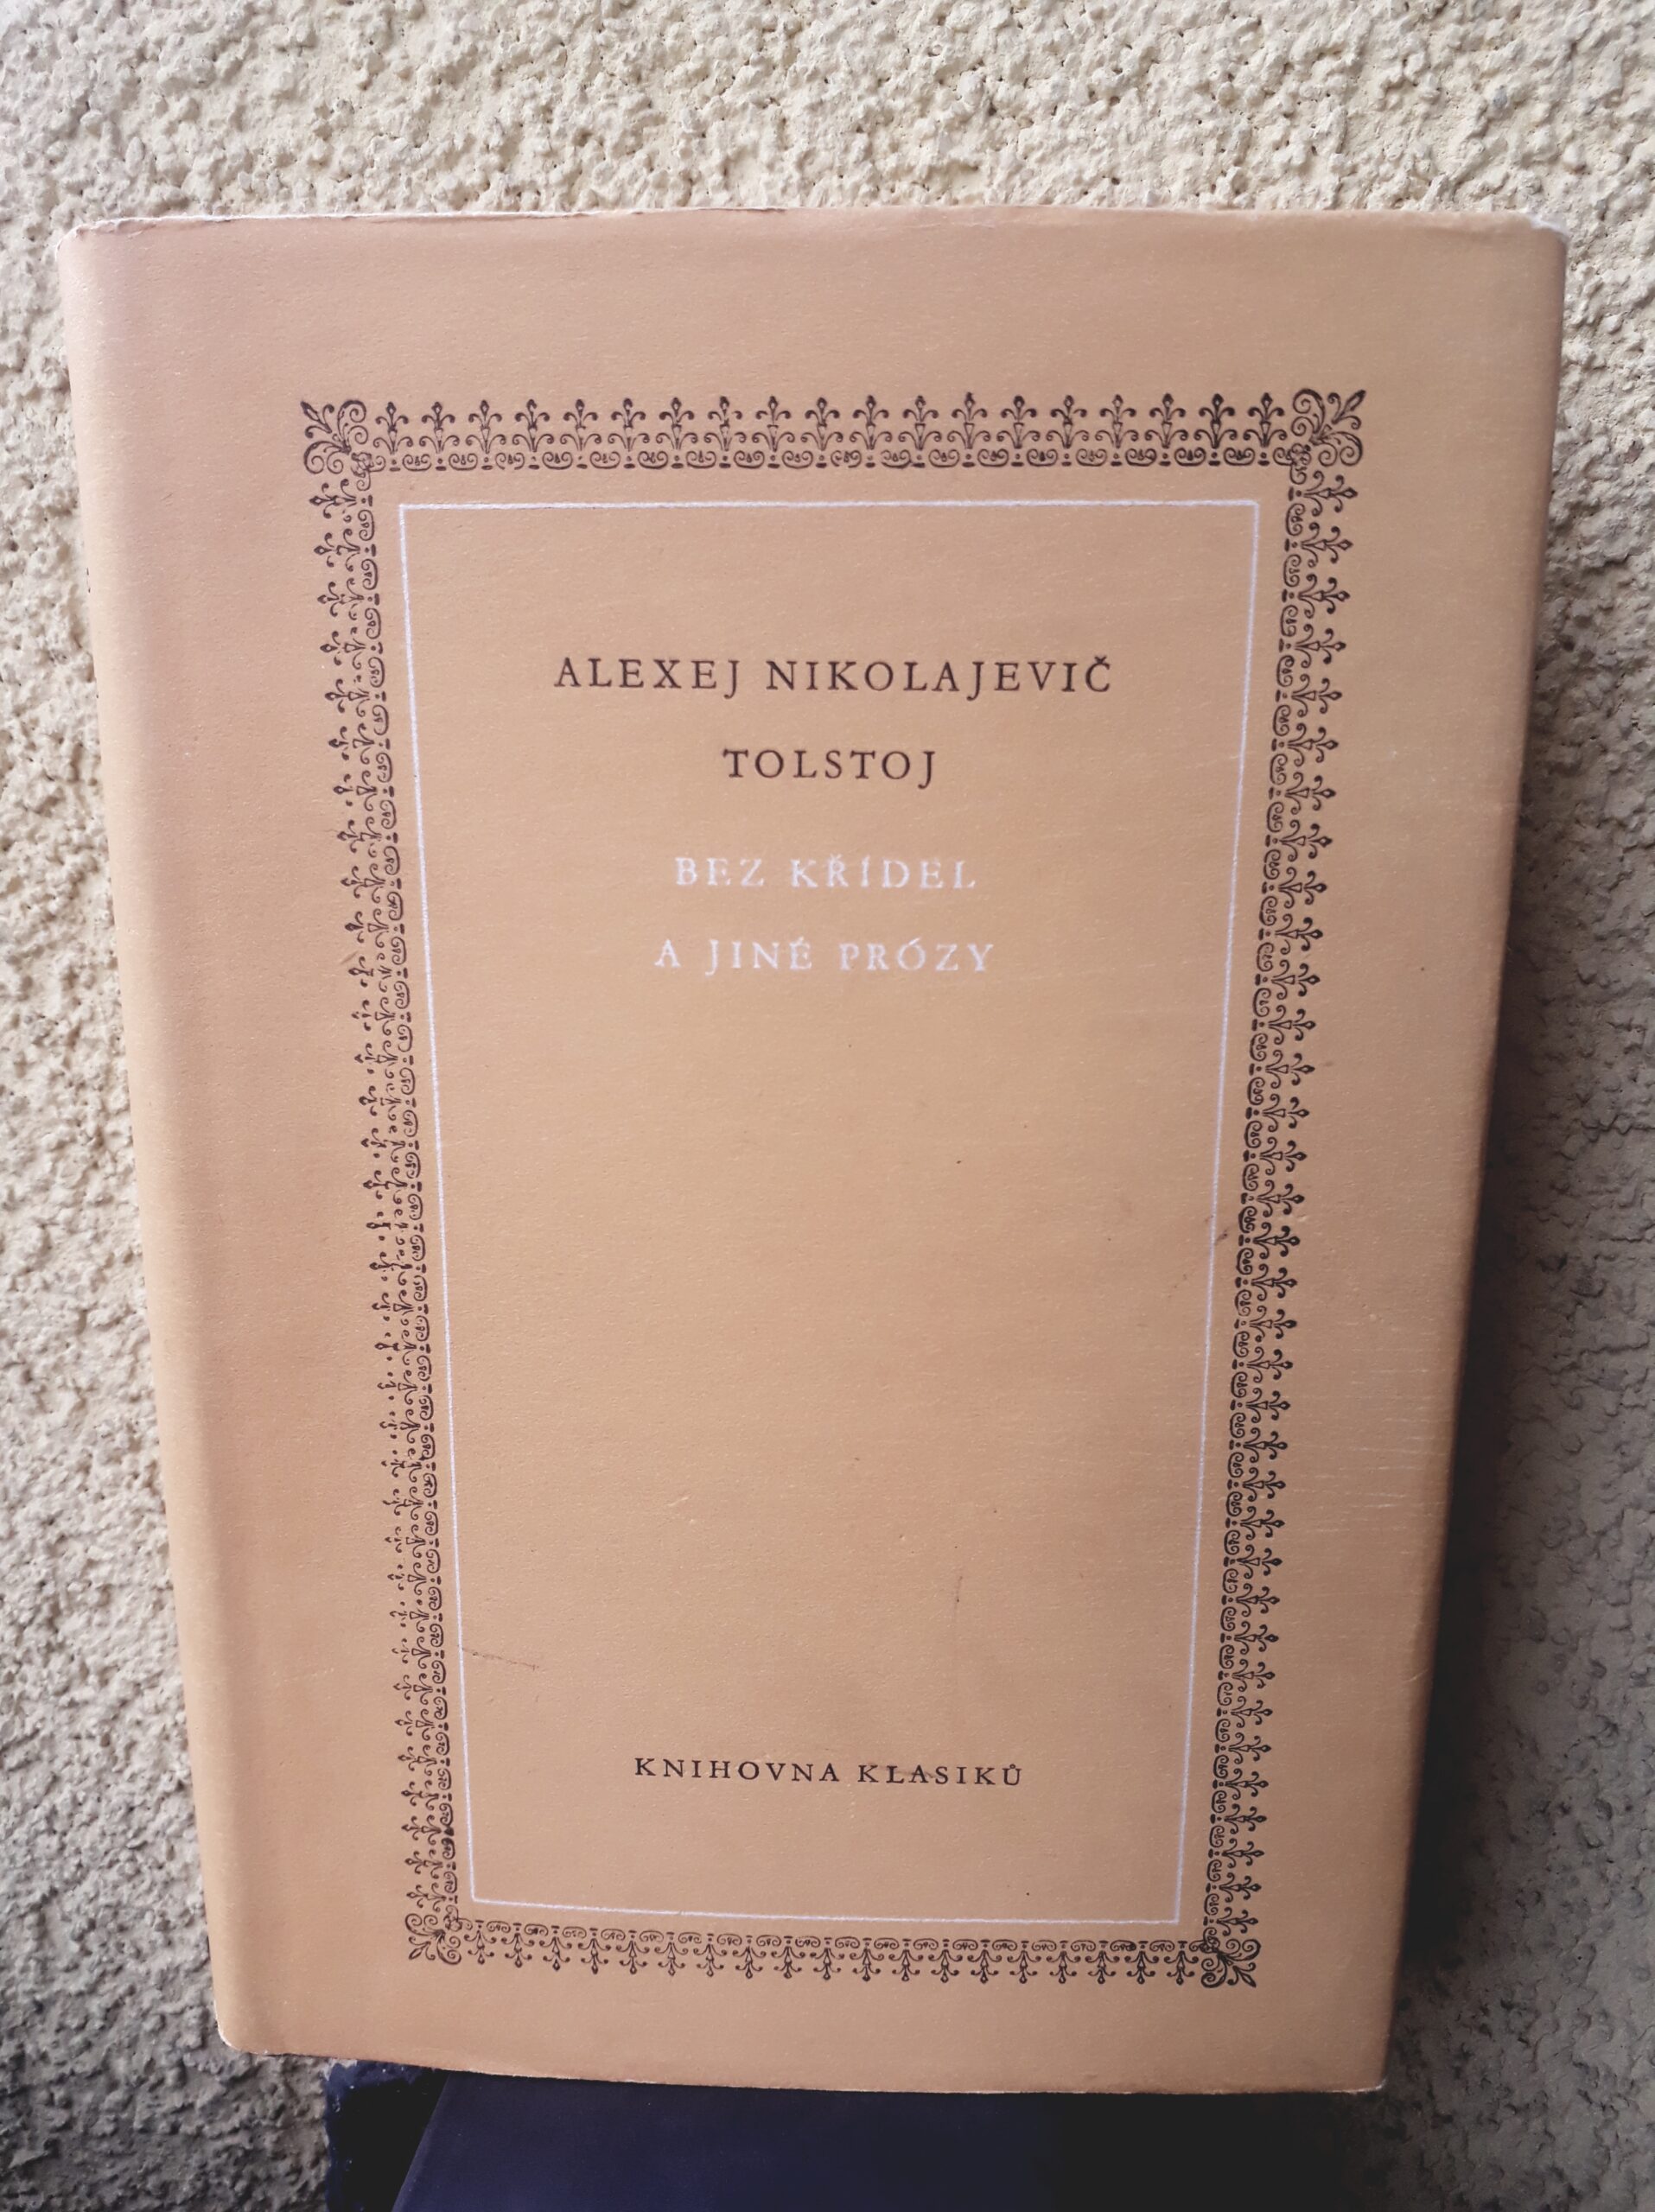 ALEXEJ NIKOLAJEVIČ
TOLSTOJ
BEZ KŘÍDEL
A JINÉ PRÓZY
KNIHOVNA KLASIKŮ